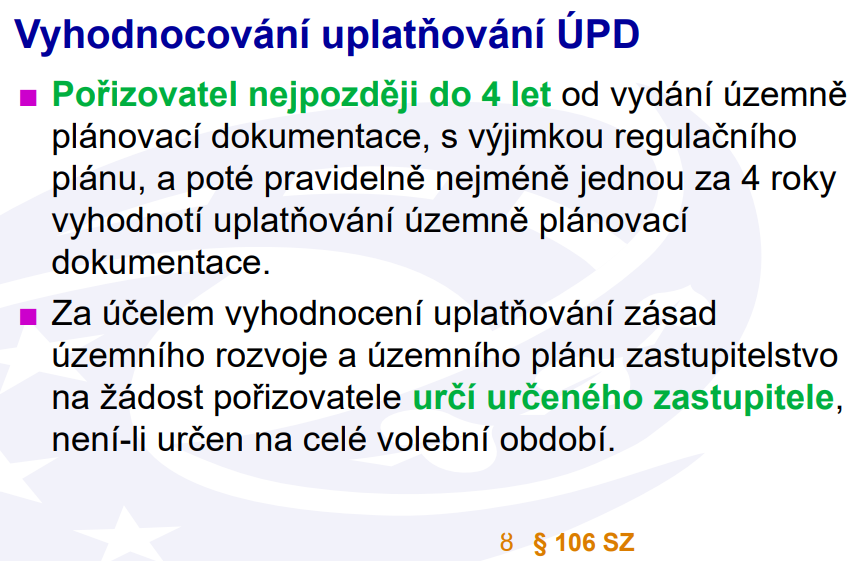 Vyhodnocování uplatňování ÚPD
Pořizovatel nejpozději do 4 let od vydání územně
plánovací dokumentace, s výjimkou regulačního
plánu, a poté pravidelně nejméně jednou za 4 roky
vyhodnotí uplatňování územně plánovací
dokumentace.
Za účelem vyhodnocení uplatňování zásad
územního rozvoje a územního plánu zastupitelstvo
na žádost pořizovatele určí určeného zastupitele,
není-li určen na celé volební období.
8 § 106 SZ